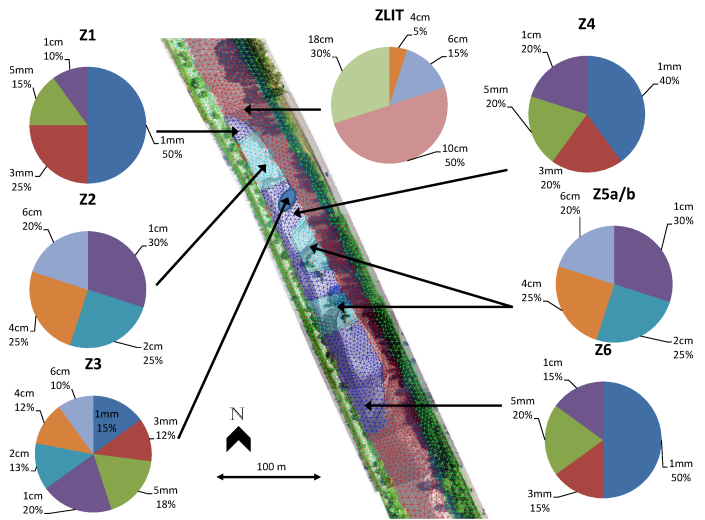 Z1
1cm
10%
5mm
15%
3mm
25%
1mm
50%
ZLIT
18cm
30%
4cm
5%
6cm
15%
10cm
50%
Z4
1cm
20%
1mm
40%
5mm
20%
3mm
20%
Z2
6cm
20%
1cm
30%
4cm
25%
2cm
25%
Z5a/b
6cm
20%
1cm
30%
4cm
25%
2cm
25%
Z3
6cm
10%
4cm
12%
1mm
15%
3mm
12%
2cm
13%
1cm
20%
5mm
18%
N
100 m
Z6
1cm
15%
5mm
20%
3mm
15%
1mm
50%